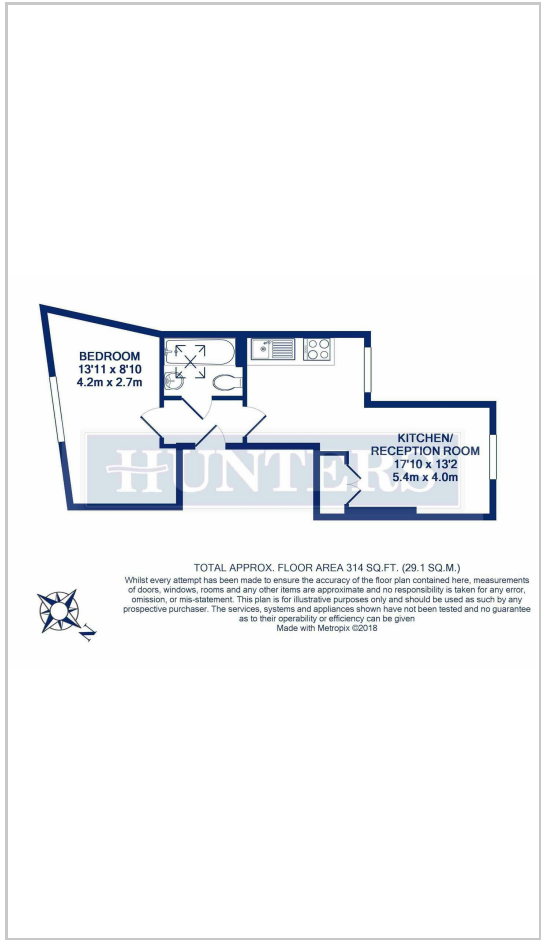 BEDROOM
13'11 x 8'10
4.2m x 2.7m
KITCHEN/
RECEPTION ROOM
17'10 x 13'2
5.4m x 4.0m
HUNTERS
TOTAL APPROX. FLOOR AREA 314 SQ.FT. (29.1 SQ.M.)
Whilst every attempt has been made to ensure the accuracy of the floor plan contained here, measurements
of doors, windows, rooms and any other items are approximate and no responsibility is taken for any error,
omission, or mis-statement. This plan is for illustrative purposes only and should be used as such by any
prospective purchaser. The services, systems and appliances shown have not been tested and no guarantee
as to their operability or efficiency can be given
Made with Metropix ©2018
N